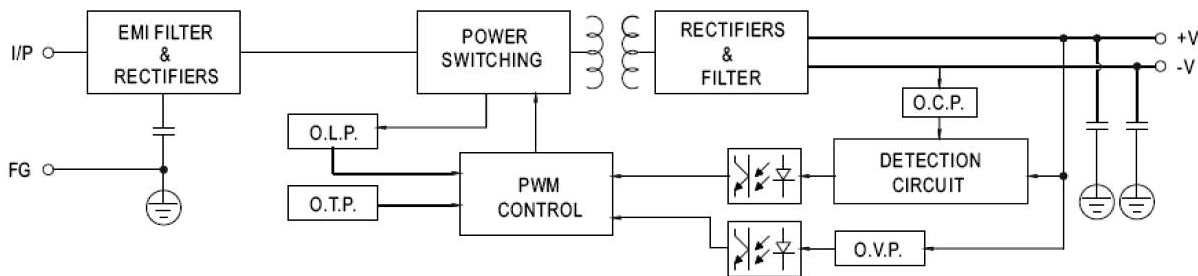 I/P
EMI FILTER
&
RECTIFIERS
POWER
SWITCHING
RECTIFIERS
&
FILTER
+V
-V
O.C.P.
O.L.P.
FG
O.T.P.
PWM
CONTROL
DETECTION
CIRCUIT
O.V.P.